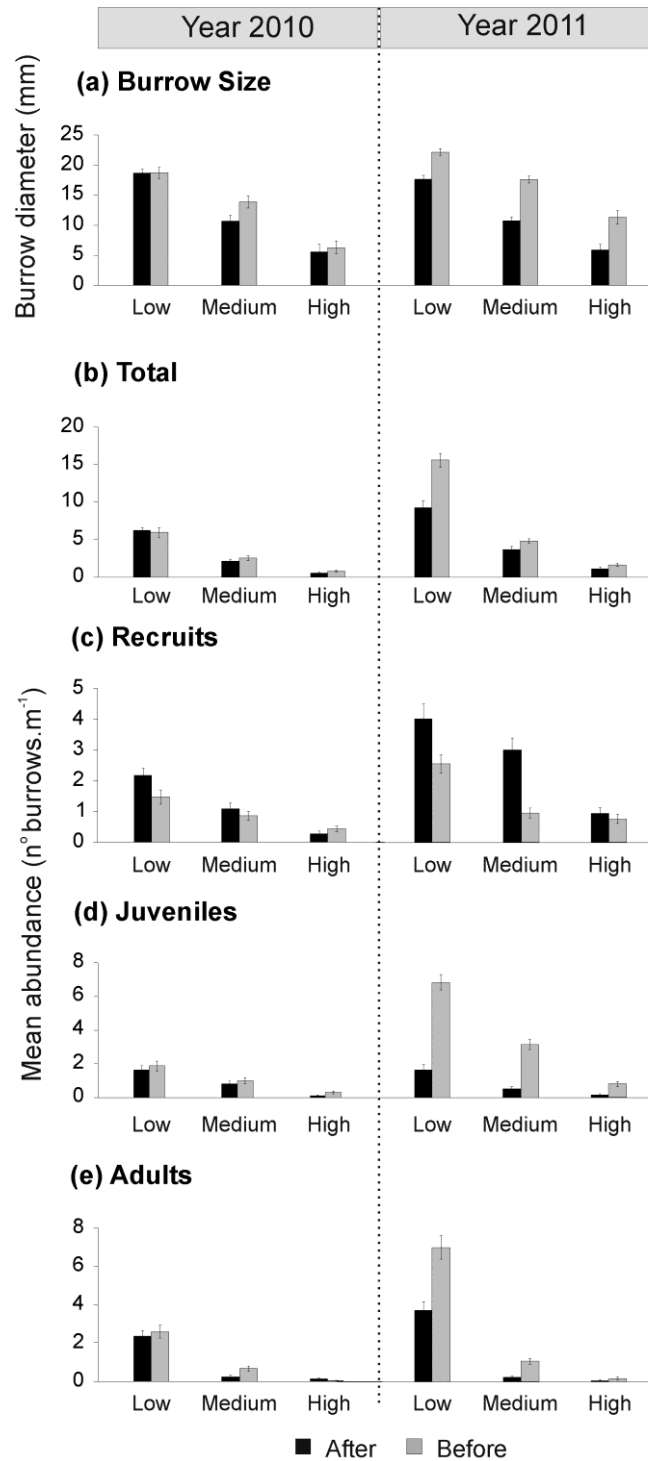 Year 2010 Year 2011
(a) Burrow Size
Burrow diameter (mm)
25
20
15
10
5
0
Low Medium High Low Medium High
(b) Total
20
15
10
5
0
Low Medium High Low Medium High
(c) Recruits
Mean abundance (n° burrows.m⁻¹)
5
4
3
2
1
0
Low Medium High Low Medium High
(d) Juveniles
8
6
4
2
0
Low Medium High Low Medium High
(e) Adults
8
6
4
2
0
Low Medium High Low Medium High
After Before